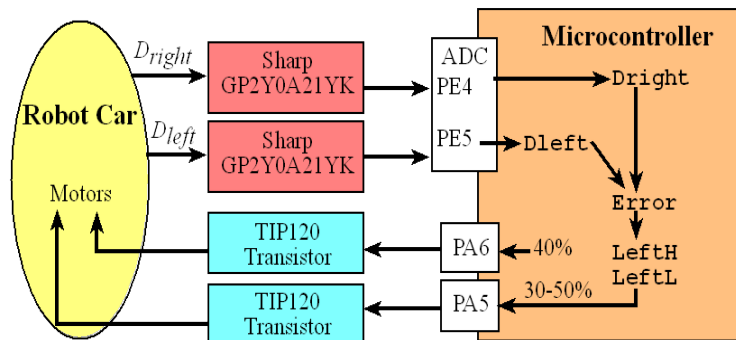 Microcontroller
Dright
Sharp
GP2Y0A21YK
ADC
PE4
Dright
Robot Car
Dleft
Sharp
GP2Y0A21YK
PE5
Dleft
Motors
Error
TIP120
Transistor
PA6
40%
LeftH
LeftL
TIP120
Transistor
PA5
30-50%